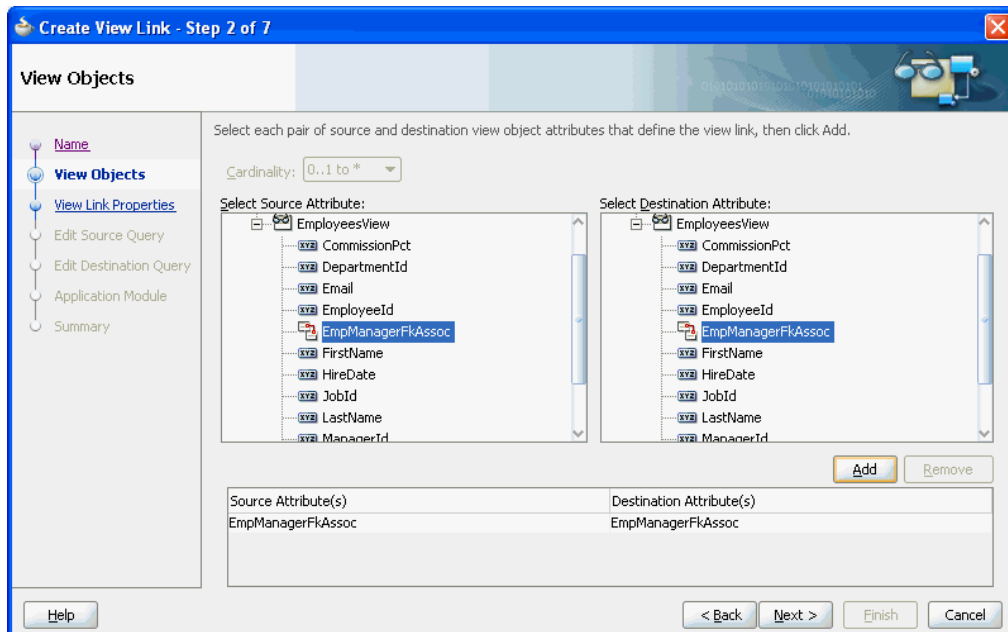 Create View Link - Step 2 of 7
View Objects
Name
View Objects
View Link Properties
Edit Source Query
Edit Destination Query
Application Module
Summary
Select each pair of source and destination view object attributes that define the view link, then click Add.
Cardinality: 0..1 to *
Select Source Attribute:
EmployeesView
CommissionPct
DepartmentId
Email
EmployeeId
EmpManagerFkAssoc
FirstName
HireDate
JobId
LastName
ManagerId
Select Destination Attribute:
EmployeesView
CommissionPct
DepartmentId
Email
EmployeeId
EmpManagerFkAssoc
FirstName
HireDate
JobId
LastName
ManagerId
Add Remove
Source Attribute(s) Destination Attribute(s)
EmpManagerFkAssoc EmpManagerFkAssoc
Help < Back Next > Finish Cancel